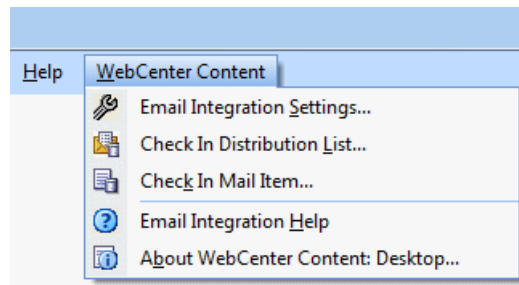 Help WebCenter Content
Email Integration Settings...
Check In Distribution List...
Check In Mail Item...
Email Integration Help
About WebCenter Content: Desktop...